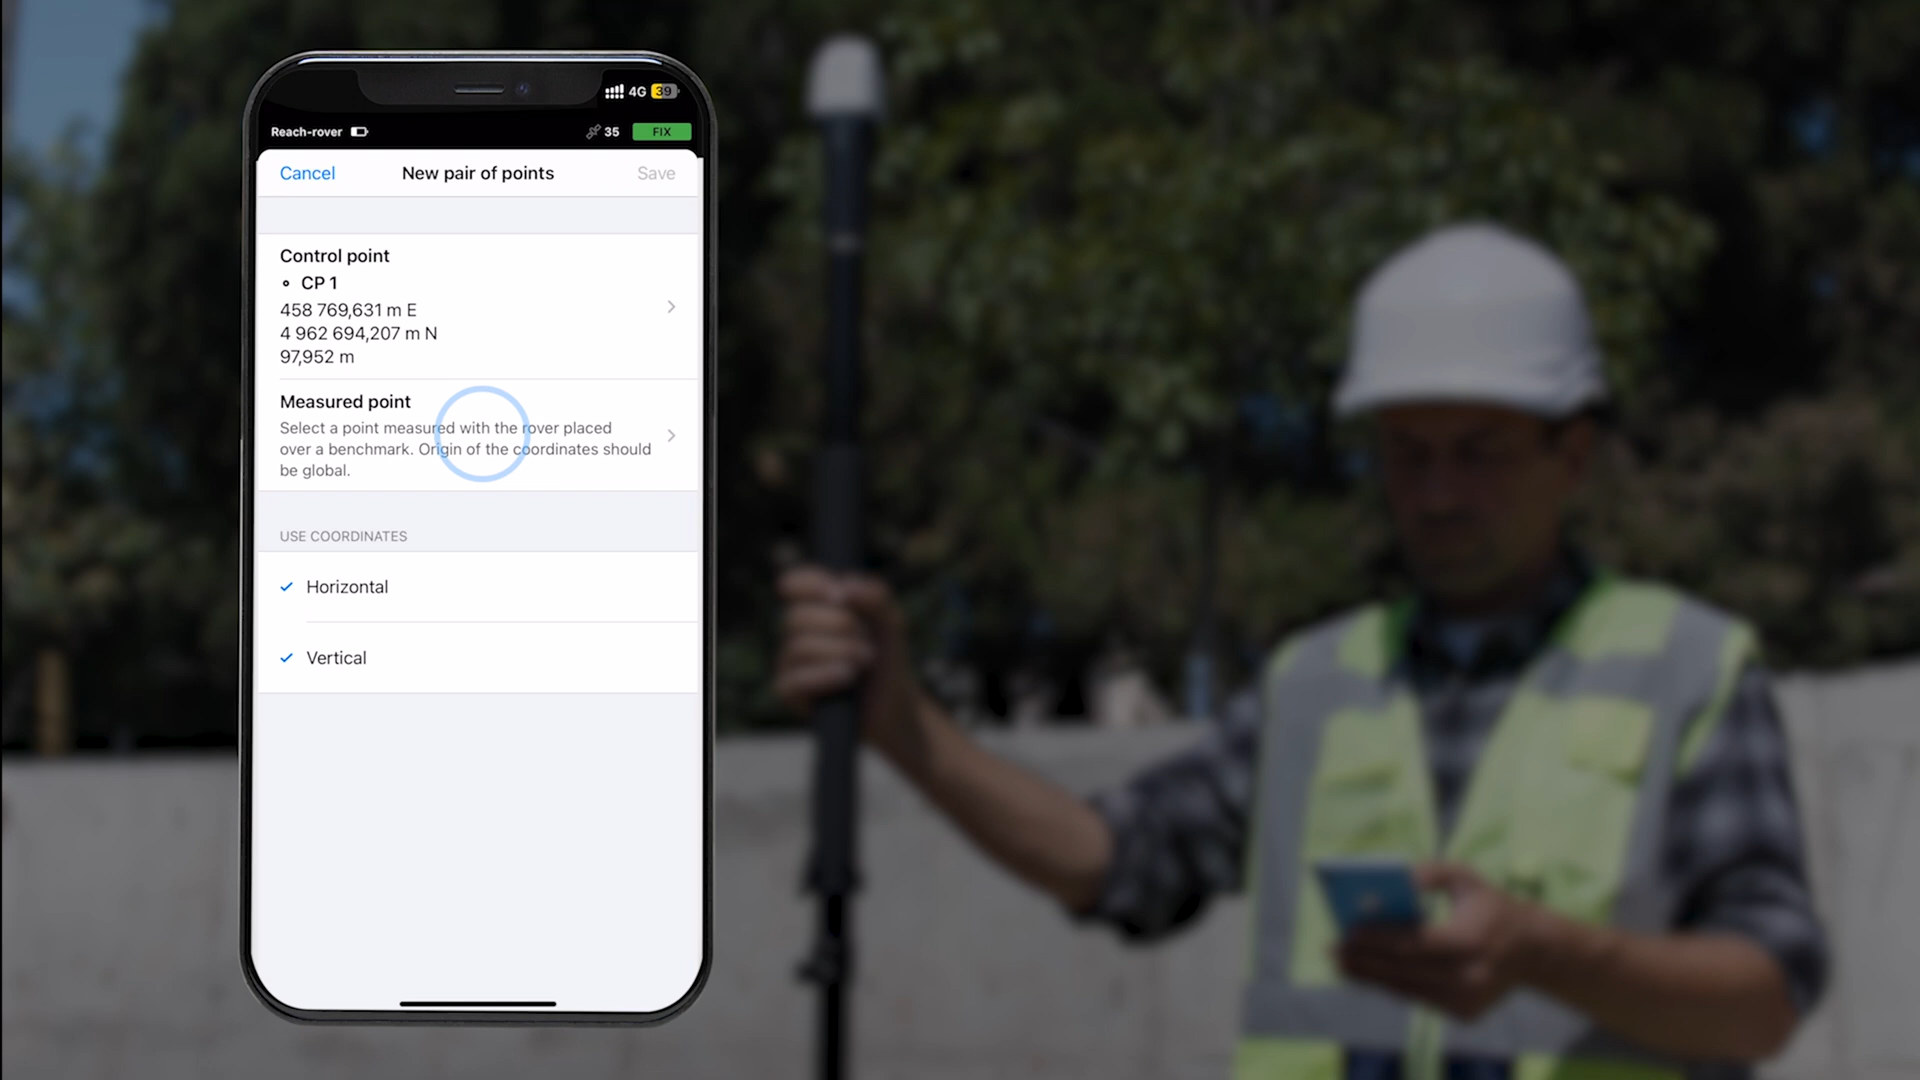 4G 39
Reach-rover 35 FIX
Cancel New pair of points Save
Control point
CP 1
458 769,631 m E
4 962 694,207 m N
97,952 m
Measured point
Select a point measured with the rover placed
over a benchmark. Origin of the coordinates should
be global.
USE COORDINATES
Horizontal
Vertical